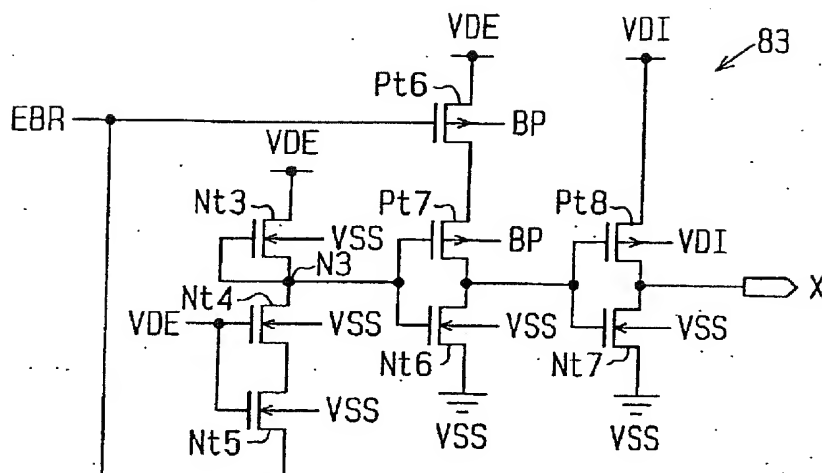 VDE
VDI
83
Pt6
EBR
BP
VDE
Nt3
Pt7
Pt8
VSS
BP
VDI
N3
X
Nt4
VDE
VSS
VSS
VSS
Nt6
Nt7
VSS
Nt5
VSS
VSS